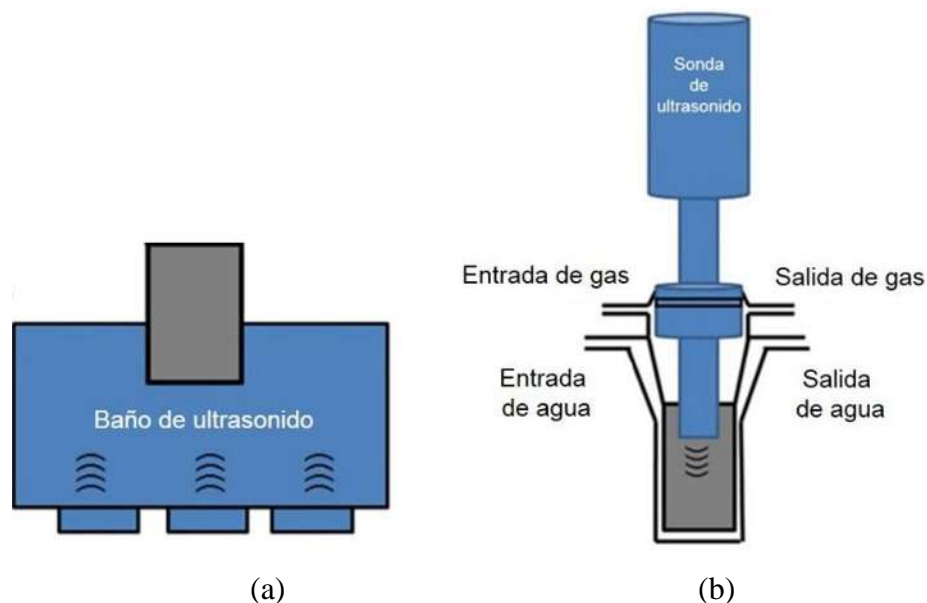 Sonda
de
ultrasonido
Entrada de gas
Salida de gas
Entrada
de agua
Salida
de agua
Baño de ultrasonido
(a)
(b)